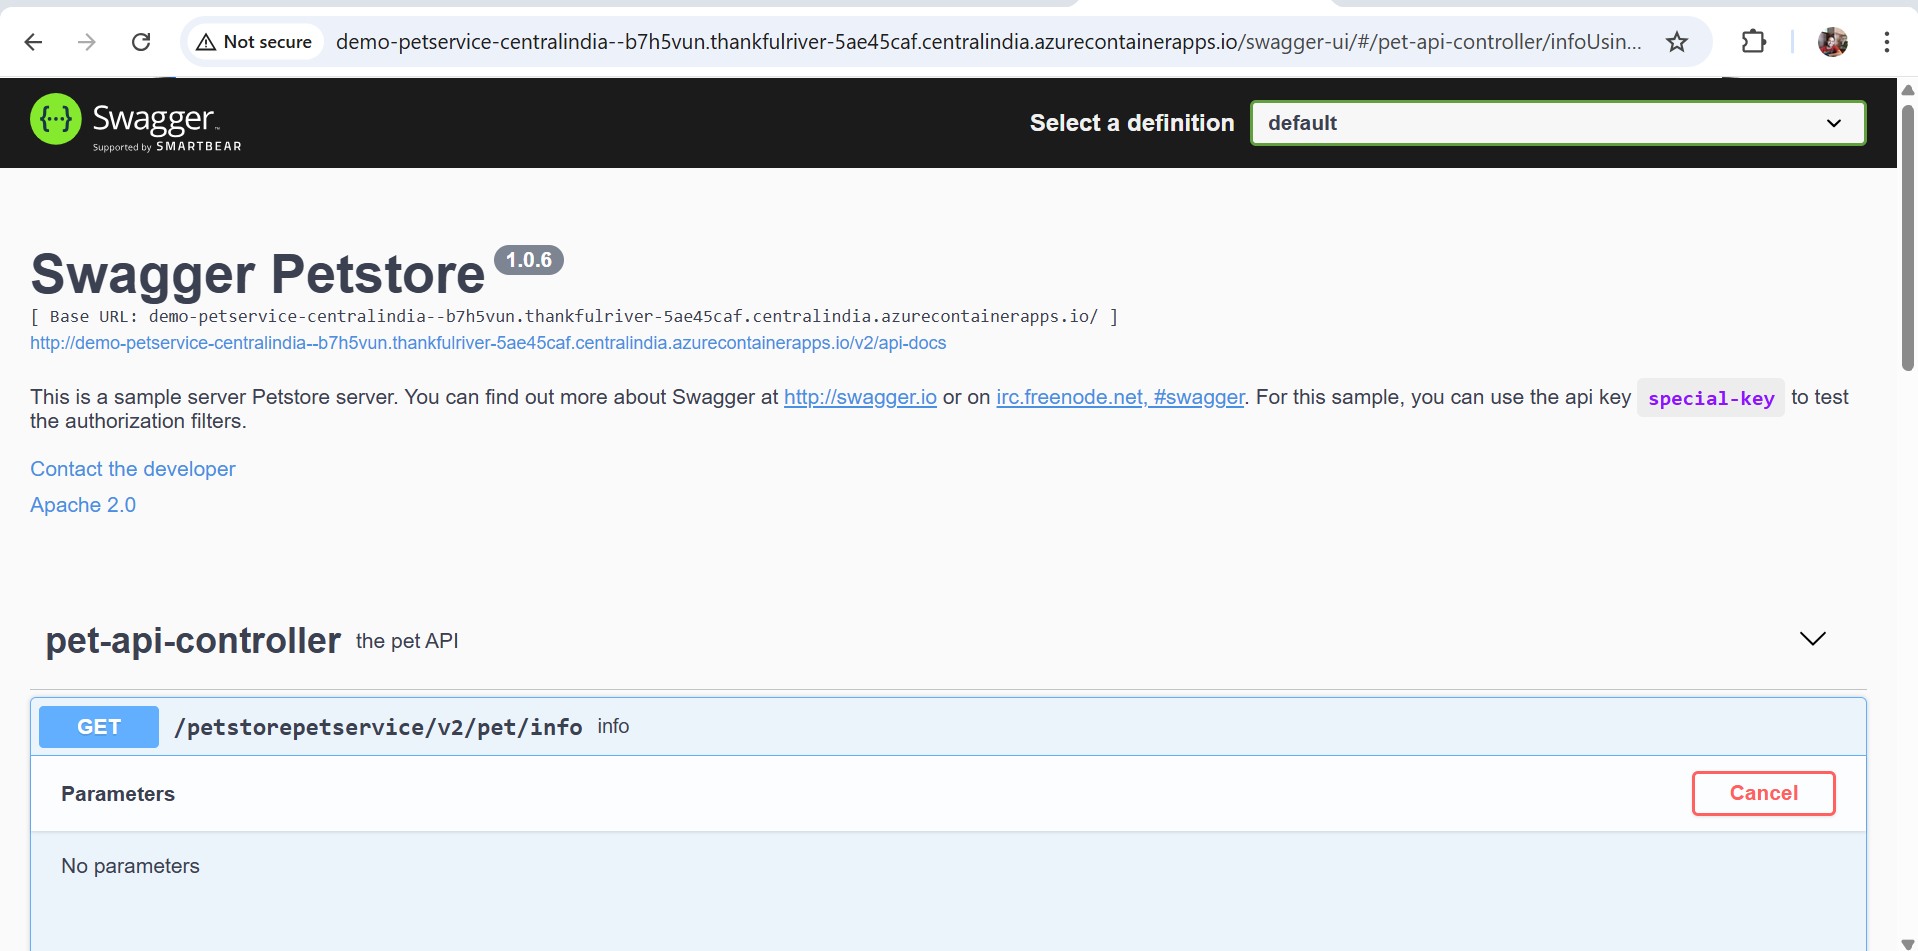 Not secure
demo-petservice-centralindia--b7h5vun.thankfulriver-5ae45caf.centralindia.azurecontainerapps.io/swagger-ui/#/pet-api-controller/infoUsin...
Swagger™
Supported by SMARTBEAR
Select a definition
default
Swagger Petstore 1.0.6
[ Base URL: demo-petservice-centralindia--b7h5vun.thankfulriver-5ae45caf.centralindia.azurecontainerapps.io/ ]
http://demo-petservice-centralindia--b7h5vun.thankfulriver-5ae45caf.centralindia.azurecontainerapps.io/v2/api-docs
This is a sample server Petstore server. You can find out more about Swagger at http://swagger.io or on irc.freenode.net, #swagger. For this sample, you can use the api key special-key to test
the authorization filters.
Contact the developer
Apache 2.0
pet-api-controller the pet API
GET /petstorepetservice/v2/pet/info info
Parameters
Cancel
No parameters